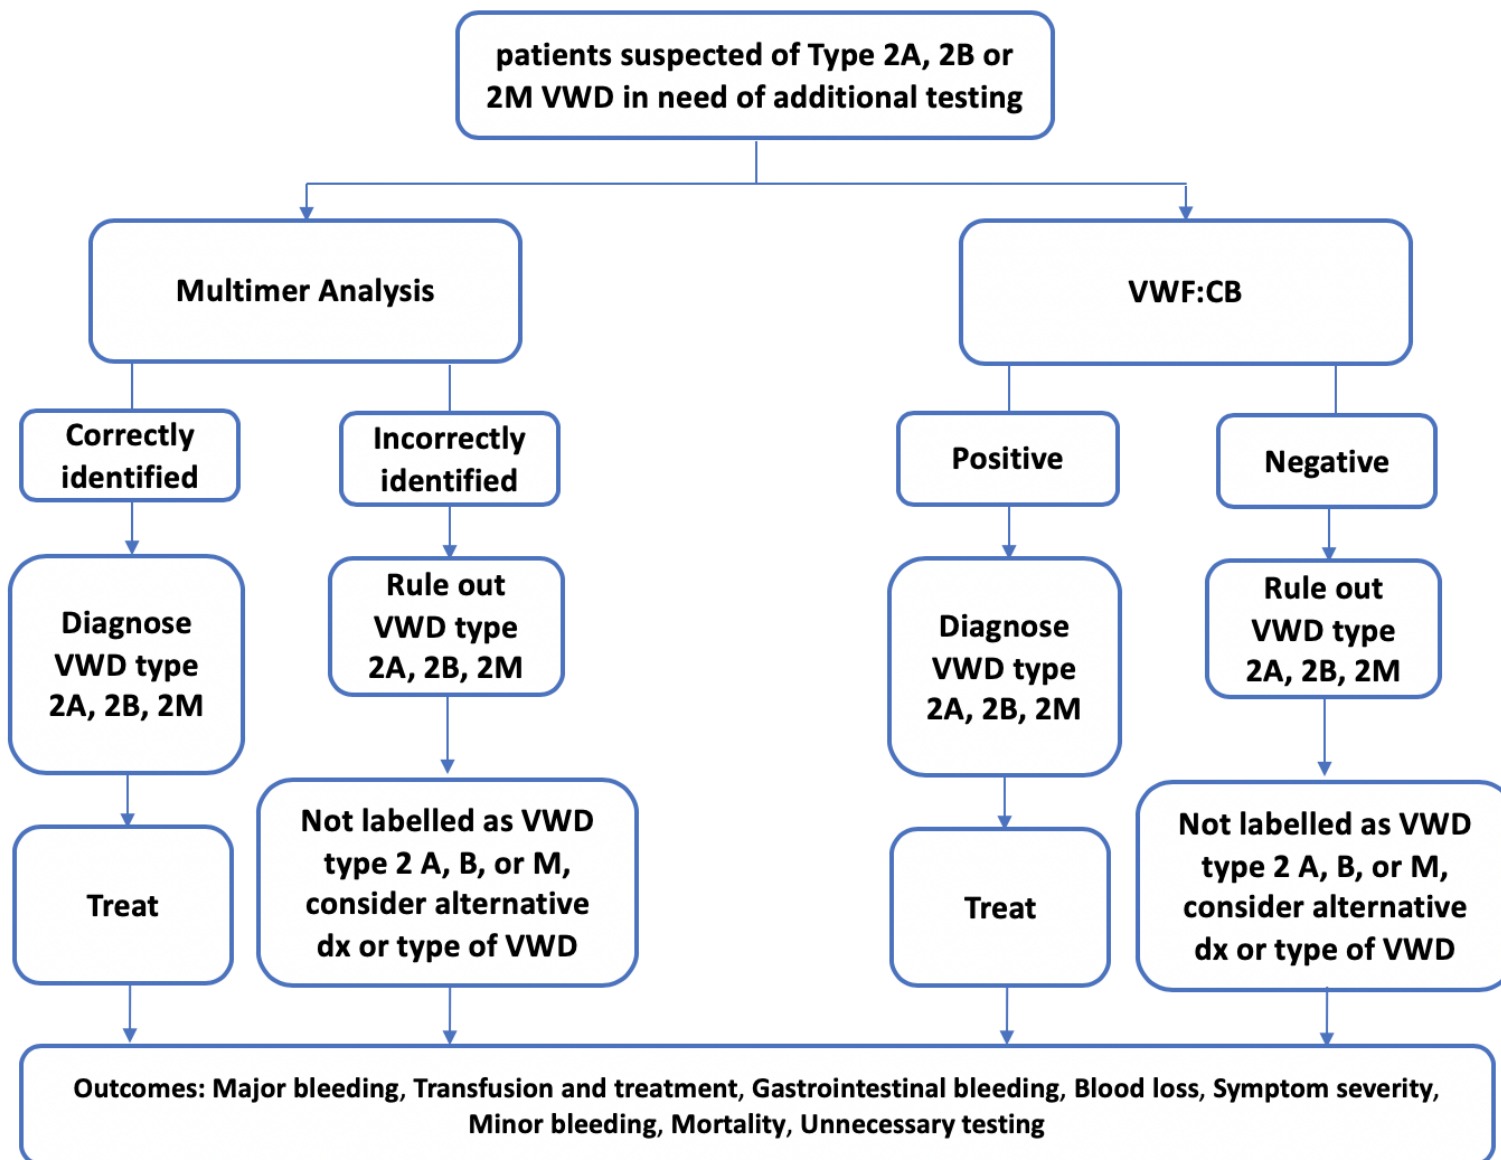 patients suspected of Type 2A, 2B or
2M VWD in need of additional testing
Multimer Analysis
VWF:CB
Correctly
identified
Incorrectly
identified
Positive
Negative
Diagnose
VWD type
2A, 2B, 2M
Rule out
VWD type
2A, 2B, 2M
Diagnose
VWD type
2A, 2B, 2M
Rule out
VWD type
2A, 2B, 2M
Treat
Not labelled as VWD
type 2 A, B, or M,
consider alternative
dx or type of VWD
Treat
Not labelled as VWD
type 2 A, B, or M,
consider alternative
dx or type of VWD
Outcomes: Major bleeding, Transfusion and treatment, Gastrointestinal bleeding, Blood loss, Symptom severity,
Minor bleeding, Mortality, Unnecessary testing